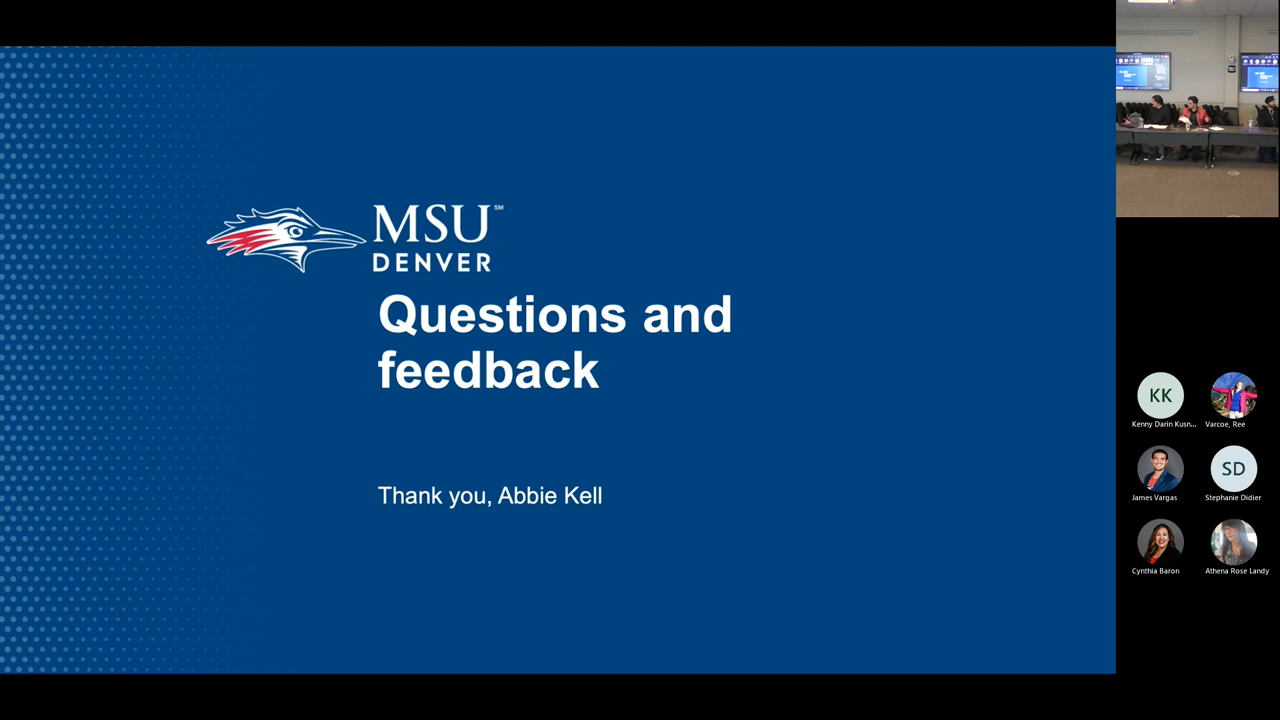 MSU℠
DENVER
Questions and
feedback
Thank you, Abbie Kell
KK
Kenny Darin Kusn...
Varcoe, Ree
James Vargas
SD
Stephanie Didier
Cynthia Baron
Athena Rose Landy